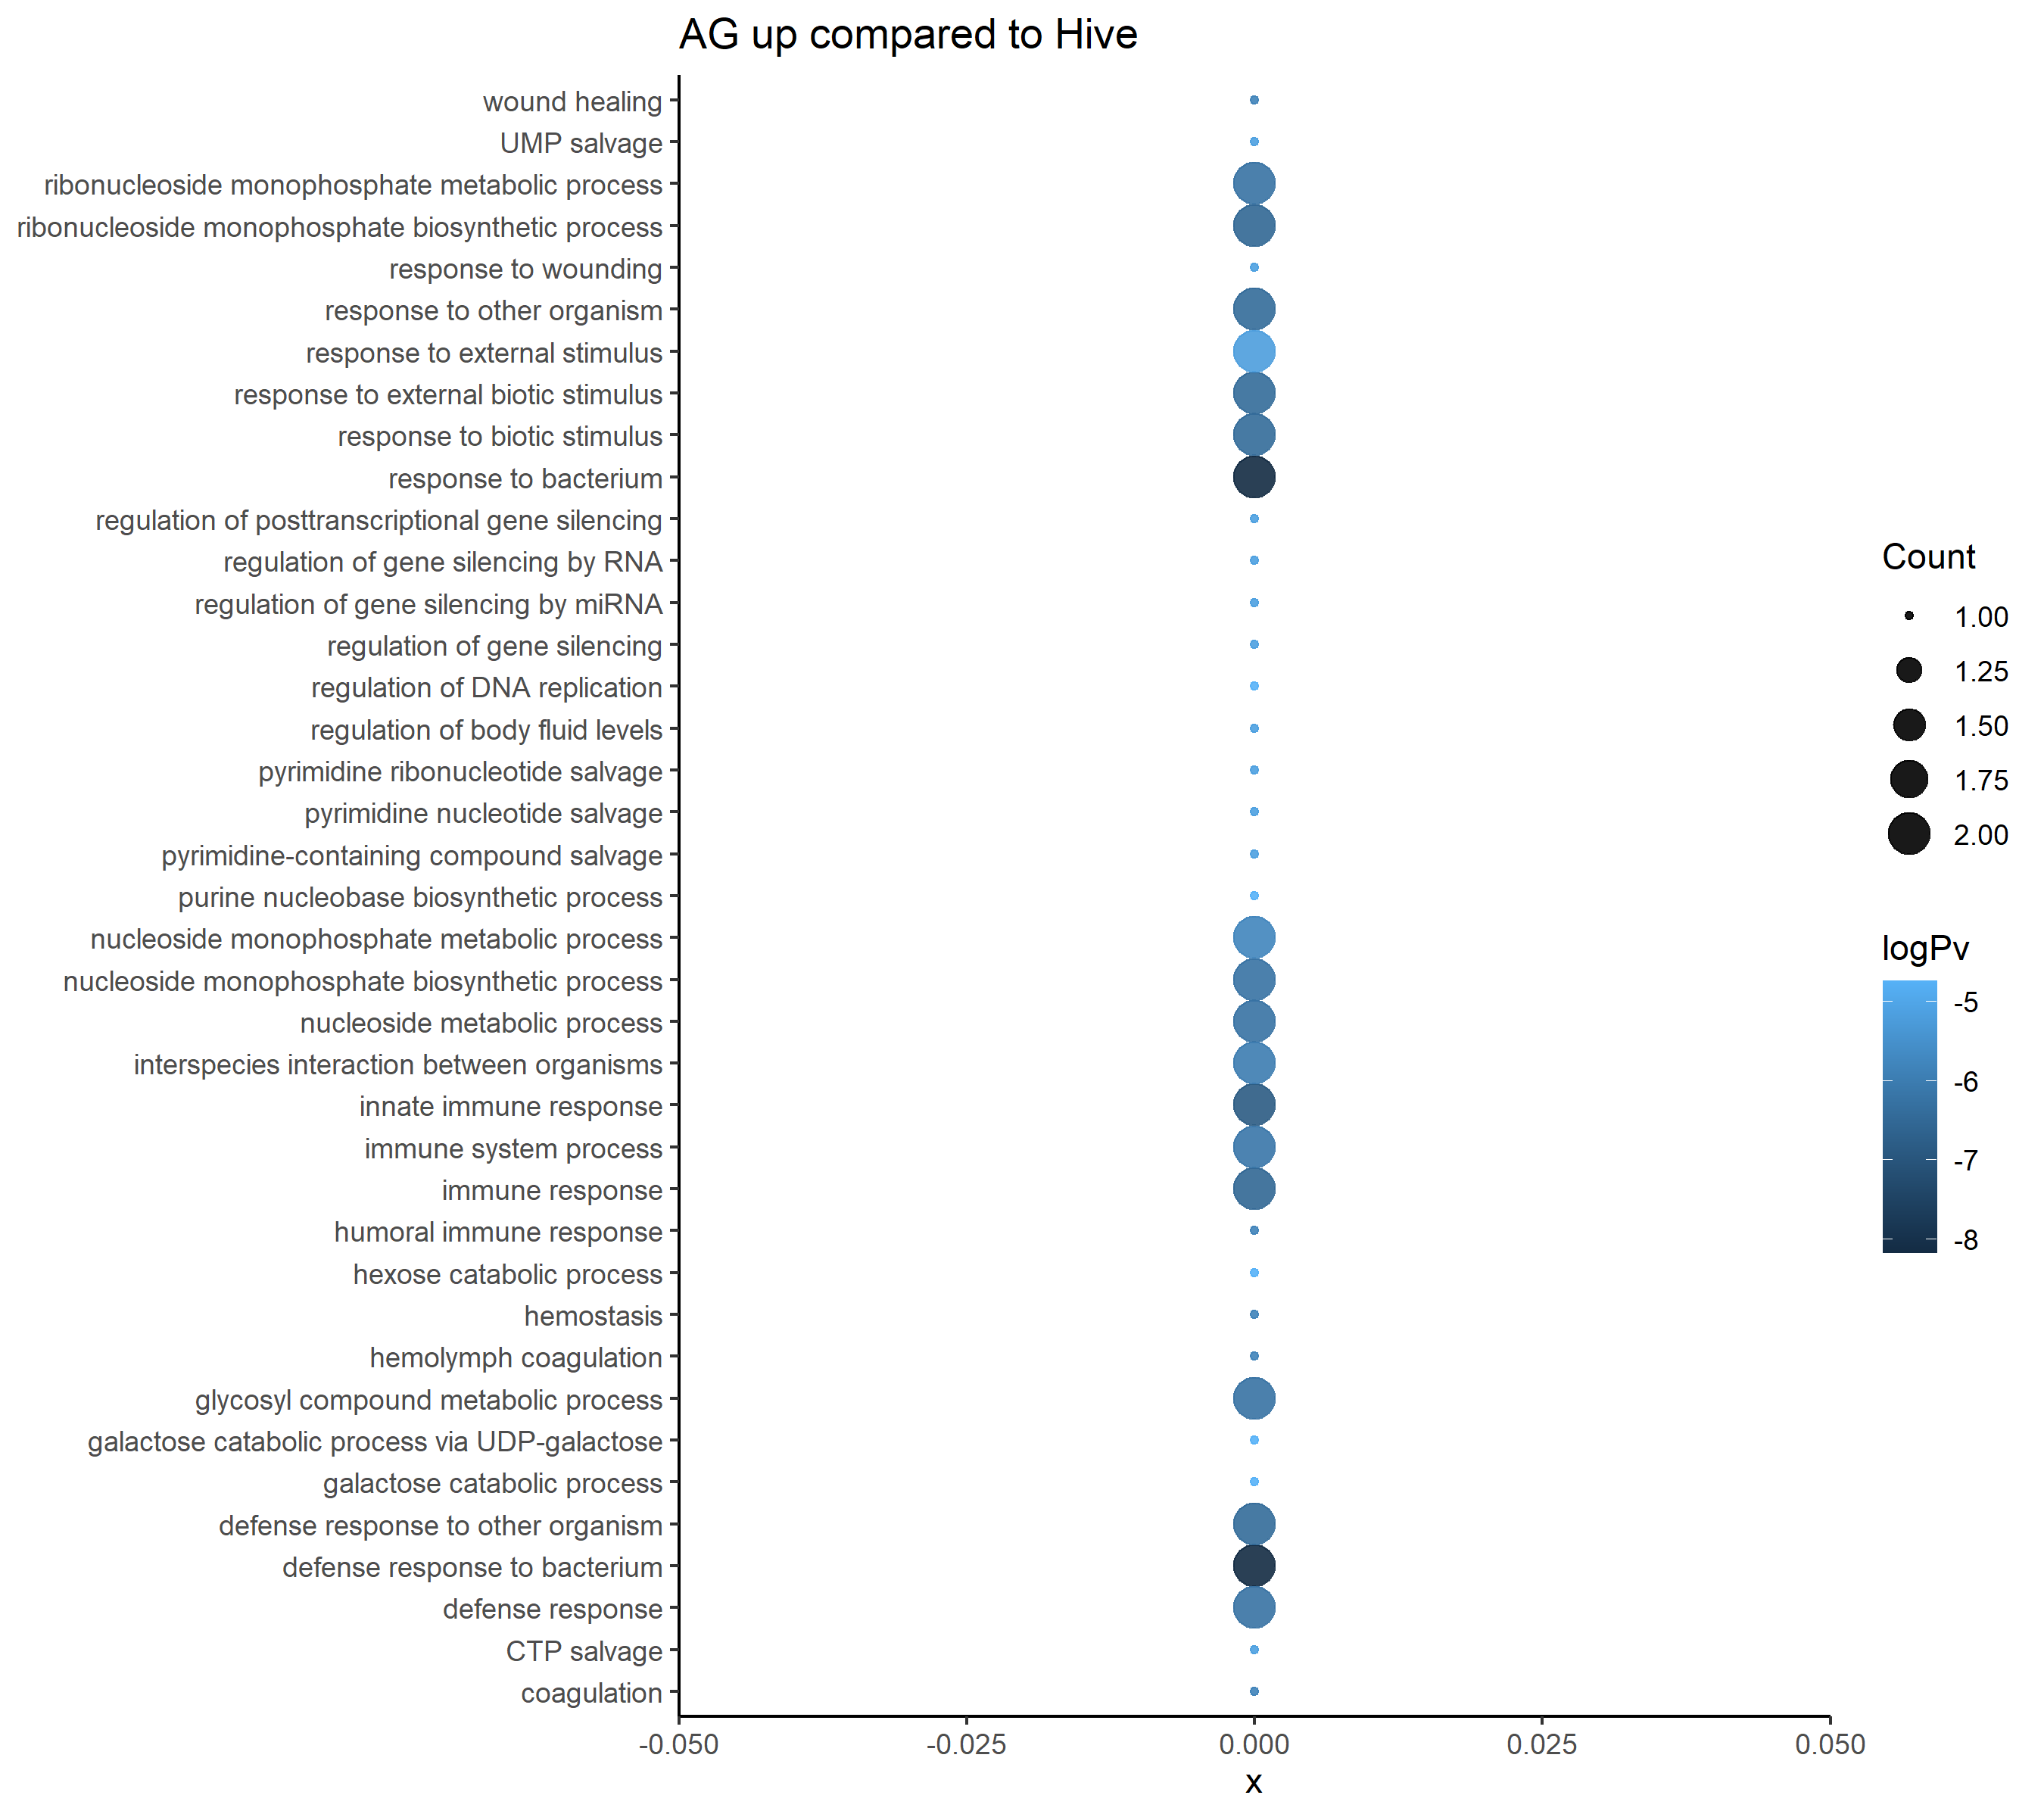 AG up compared to Hive
wound healing
UMP salvage
ribonucleoside monophosphate metabolic process
ribonucleoside monophosphate biosynthetic process
response to wounding
response to other organism
response to external stimulus
response to external biotic stimulus
response to biotic stimulus
response to bacterium
regulation of posttranscriptional gene silencing
regulation of gene silencing by RNA
regulation of gene silencing by miRNA
regulation of gene silencing
regulation of DNA replication
regulation of body fluid levels
pyrimidine ribonucleotide salvage
pyrimidine nucleotide salvage
pyrimidine-containing compound salvage
purine nucleobase biosynthetic process
nucleoside monophosphate metabolic process
nucleoside monophosphate biosynthetic process
nucleoside metabolic process
interspecies interaction between organisms
innate immune response
immune system process
immune response
humoral immune response
hexose catabolic process
hemostasis
hemolymph coagulation
glycosyl compound metabolic process
galactose catabolic process via UDP-galactose
galactose catabolic process
defense response to other organism
defense response to bacterium
defense response
CTP salvage
coagulation
-0.050 -0.025 0.000 0.025 0.050
x
Count
1.00
1.25
1.50
1.75
2.00
logPv
-5
-6
-7
-8